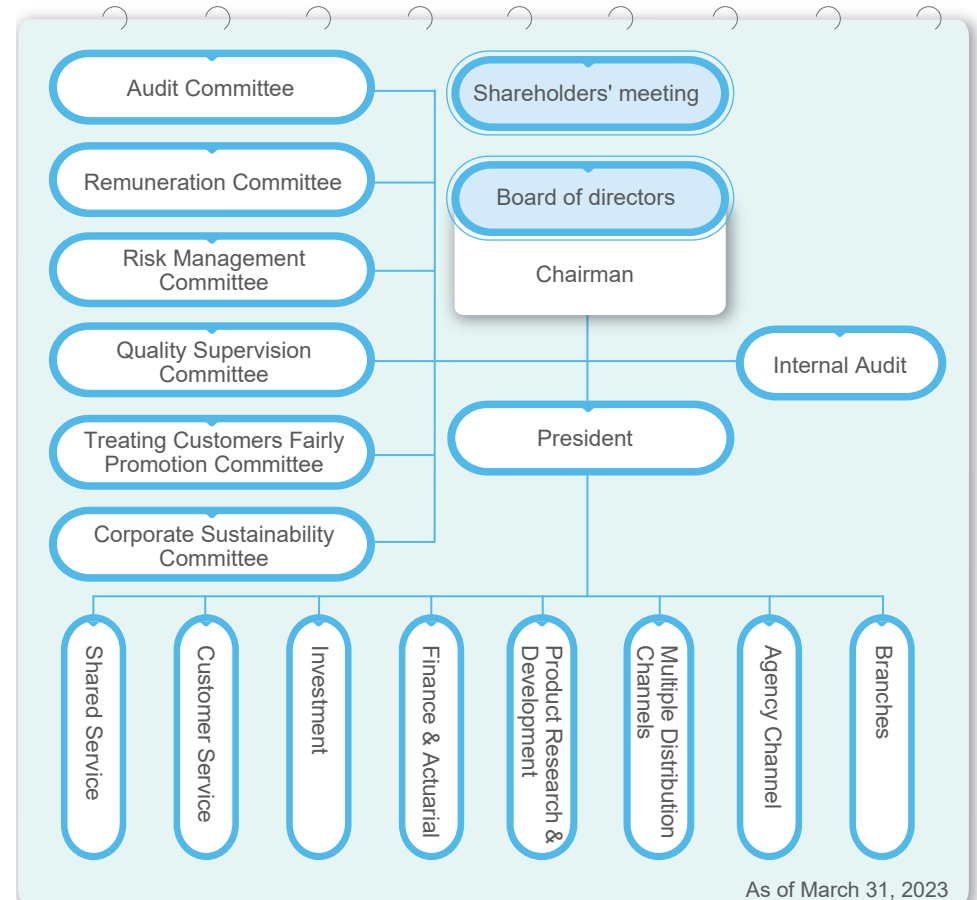 Audit Committee
Remuneration Committee
Risk Management
Committee
Quality Supervision
Committee
Treating Customers Fairly
Promotion Committee
Corporate Sustainability
Committee
Shareholders' meeting
Board of directors
Chairman
Internal Audit
President
Shared Service
Customer Service
Investment
Finance & Actuarial
Product Research &
Development
Multiple Distribution
Channels
Agency Channel
Branches
As of March 31, 2023